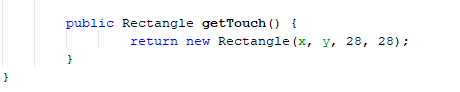 public Rectangle getTouch() {
return new Rectangle(x, y, 28, 28);
}
}